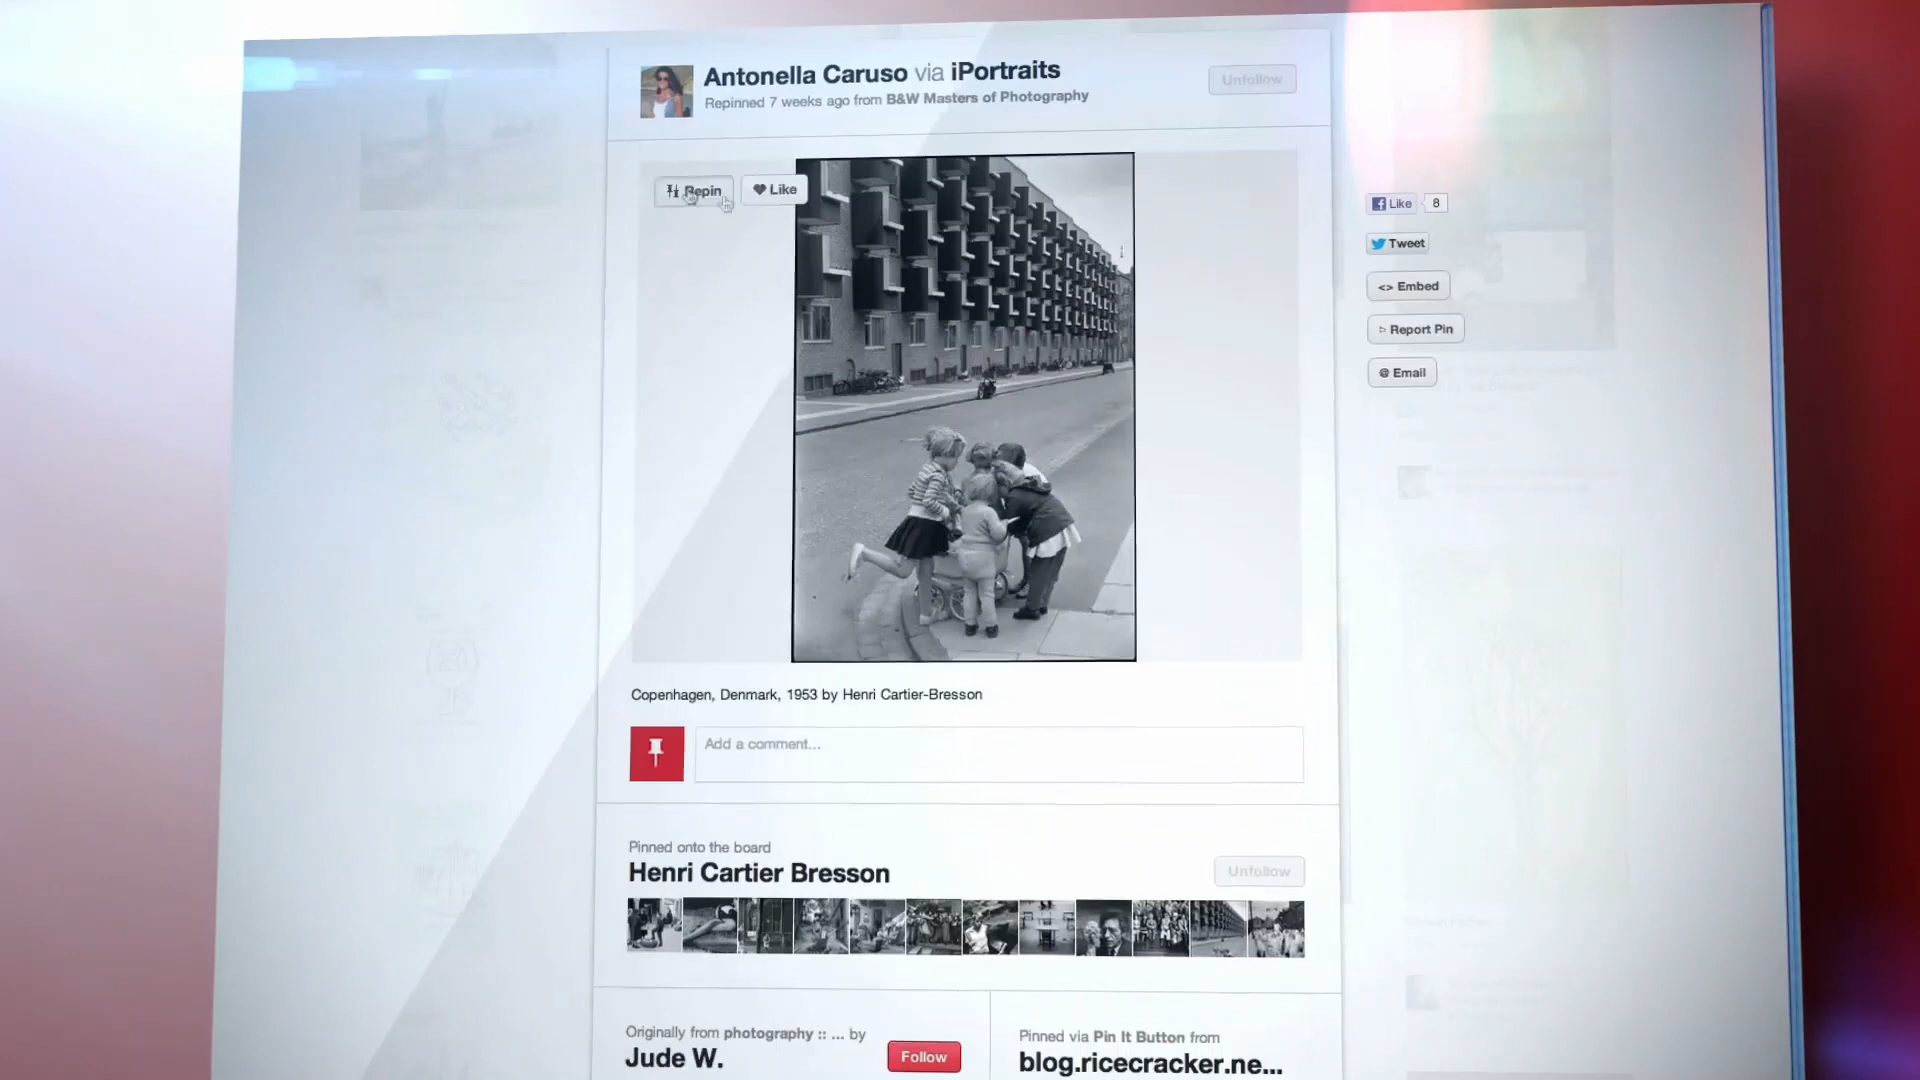 Antonella Caruso via iPortraits
Repinned 7 weeks ago from B&W Masters of Photography
Unfollow
Repin
Like
Like 8
Tweet
<> Embed
Report Pin
@ Email
Copenhagen, Denmark, 1953 by Henri Cartier-Bresson
Add a comment...
Pinned onto the board
Henri Cartier Bresson
Unfollow
Originally from photography :: ... by
Jude W.
Follow
Pinned via Pin It Button from
blog.ricecracker.ne...